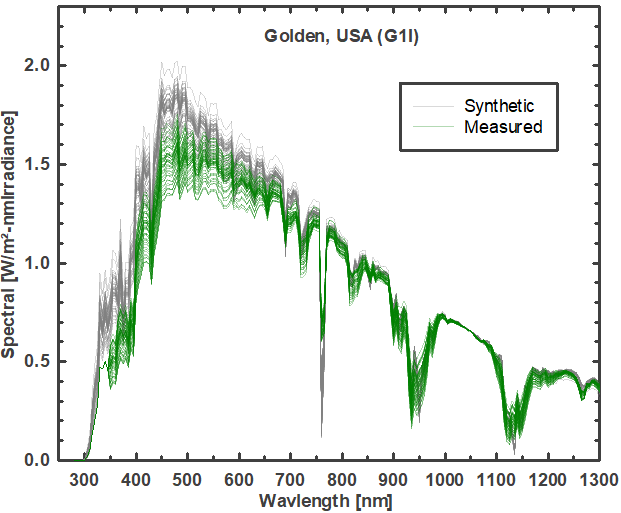 Golden, USA (G1I)
Synthetic
Measured
Spectral [W/m²-nmIrradiance]
2.0
1.5
1.0
0.5
0.0
300 400 500 600 700 800 900 1000 1100 1200 1300
Wavlength [nm]